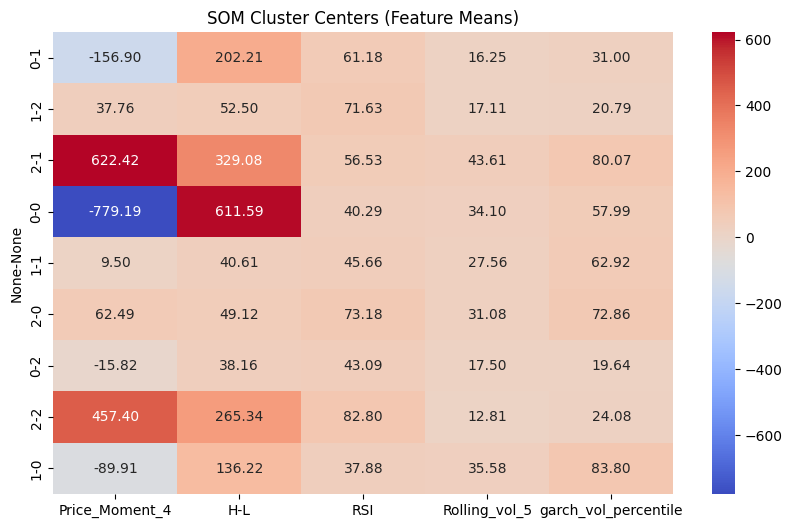 SOM Cluster Centers (Feature Means)
None-None
0-1 -156.90 202.21 61.18 16.25 31.00
1-2 37.76 52.50 71.63 17.11 20.79
2-1 622.42 329.08 56.53 43.61 80.07
0-0 -779.19 611.59 40.29 34.10 57.99
1-1 9.50 40.61 45.66 27.56 62.92
2-0 62.49 49.12 73.18 31.08 72.86
0-2 -15.82 38.16 43.09 17.50 19.64
2-2 457.40 265.34 82.80 12.81 24.08
1-0 -89.91 136.22 37.88 35.58 83.80
Price_Moment_4 H-L RSI Rolling_vol_5 garch_vol_percentile
600
400
200
0
−200
−400
−600